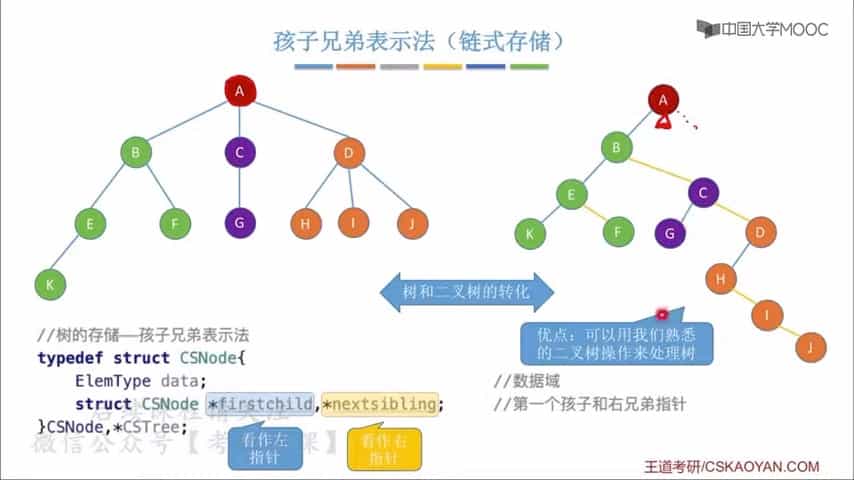 中国大学MOOC
孩子兄弟表示法（链式存储）
A
B
C
D
E
F
G
H
I
J
K
A
B
E
C
K
F
G
D
H
I
J
树和二叉树的转化
优点：可以用我们熟悉
的二叉树操作来处理树
//树的存储——孩子兄弟表示法
typedef struct CSNode{
ElemType data; //数据域
struct CSNode *firstchild,*nextsibling; //第一个孩子和右兄弟指针
}CSNode,*CSTree;
看作左
指针
看作右
指针
微信公众号【考
课】
王道考研/CSKAOYAN.COM